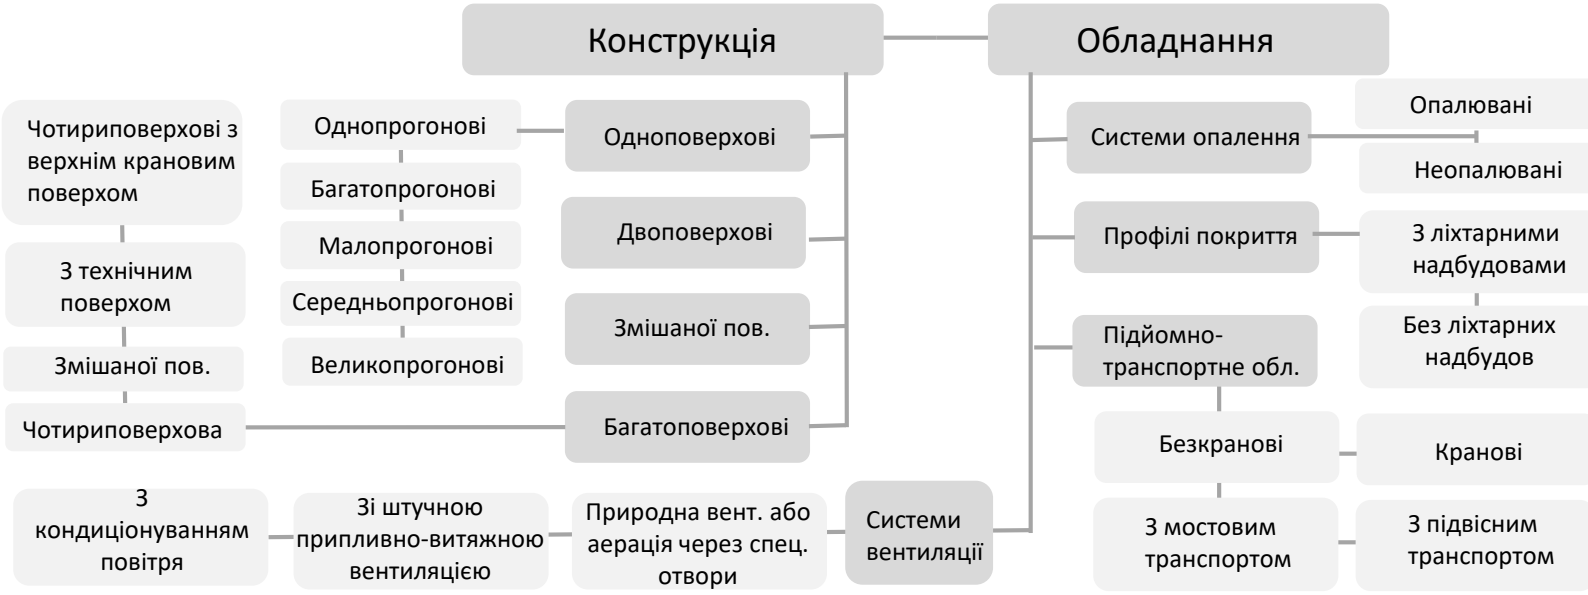 Конструкція
Обладнання
Чотириповерхові з
верхнім крановим
поверхом
З технічним
поверхом
Змішаної пов.
Чотириповерхова
Однопрогонові
Багатопрогонові
Малопрогонові
Середньопрогонові
Великопрогонові
Одноповерхові
Двоповерхові
Змішаної пов.
Багатоповерхові
Системи опалення
Опалювані
Неопалювані
Профілі покриття
З ліхтарними
надбудовами
Без ліхтарних
надбудов
Підйомно-
транспортне обл.
Безкранові
Кранові
З мостовим
транспортом
З підвісним
транспортом
З
кондиціонуванням
повітря
Зі штучною
припливно-витяжною
вентиляцією
Природна вент. або
аерація через спец.
отвори
Системи
вентиляції